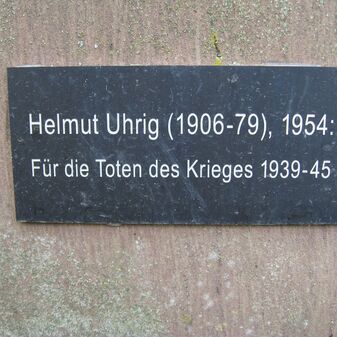 Helmut Uhrig (1906-79), 1954:
Für die Toten des Krieges 1939-45